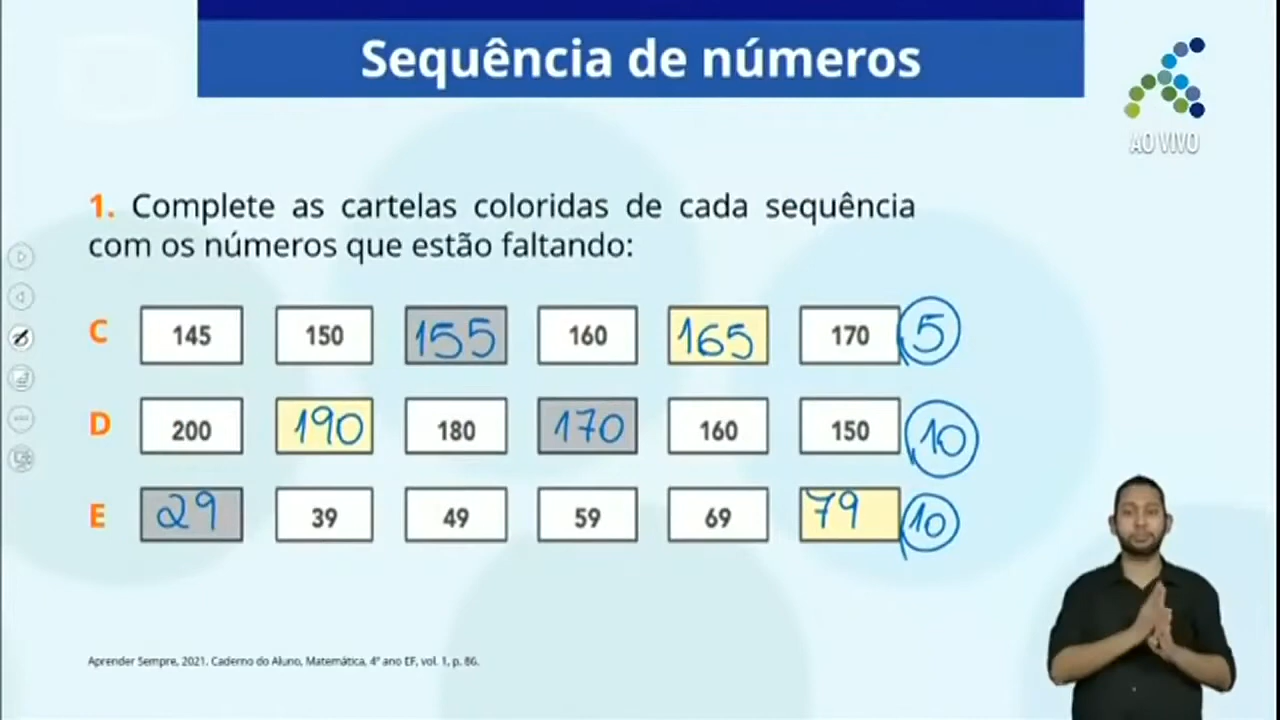 Sequência de números
AO VIVO
1. Complete as cartelas coloridas de cada sequência
com os números que estão faltando:
C 145 150 155 160 165 170 5
D 200 190 180 170 160 150 10
E 29 39 49 59 69 79 10
Aprender Sempre, 2021. Caderno do Aluno, Matemática, 4º ano EF, vol. 1, p. 86.